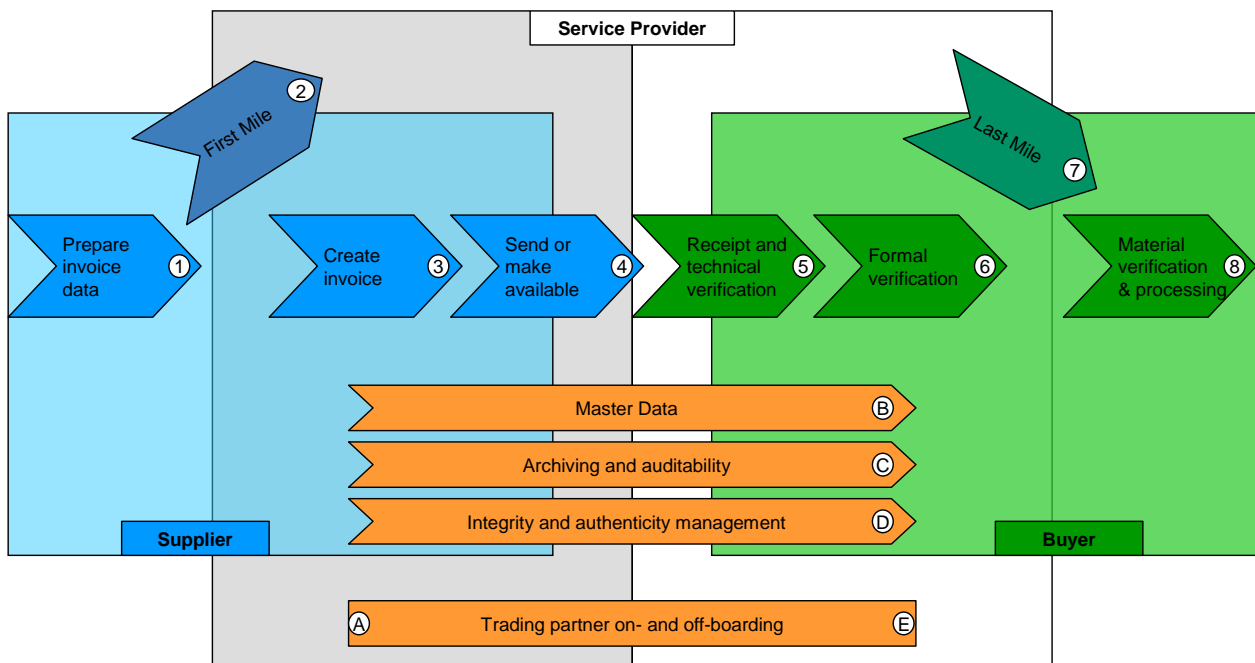 Service Provider
First Mile
2
Last Mile
7
Prepare
invoice
data
1
Create
invoice
3
Send or
make
available
4
Receipt and
technical
verification
5
Formal
verification
6
Material
verification
& processing
8
Master Data
B
Archiving and auditability
C
Integrity and authenticity management
D
Supplier
Buyer
A
Trading partner on- and off-boarding
E